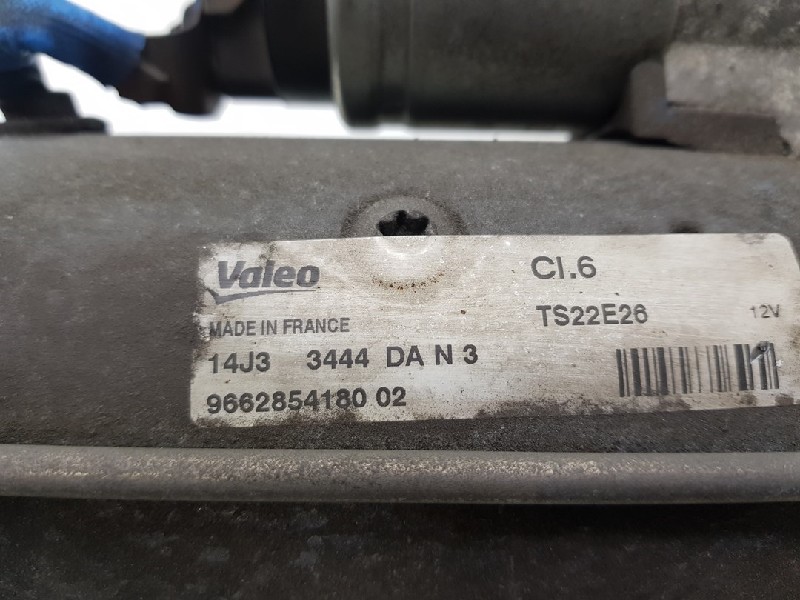 Valeo
Cl.6
MADE IN FRANCE
TS22E26
12V
14J3 3444 DA N 3
9662854180 02